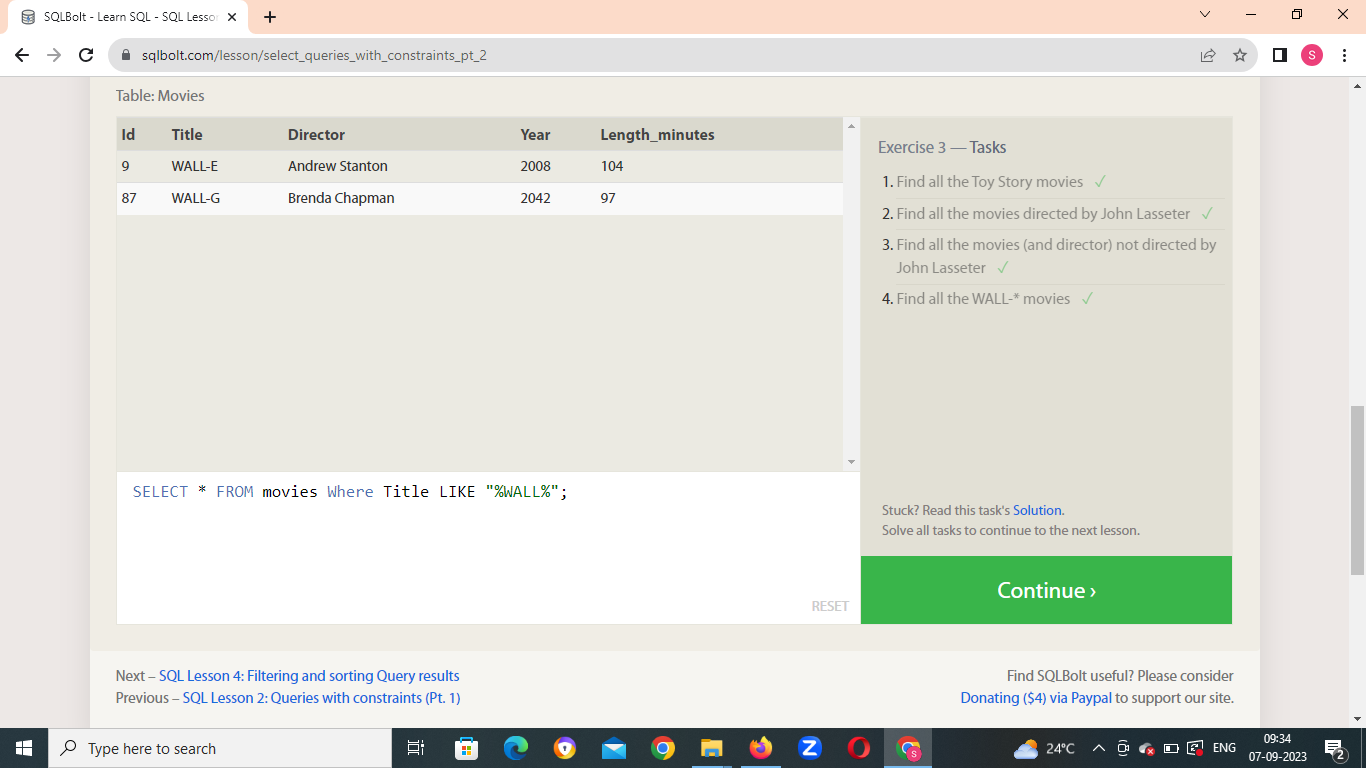 SQLBolt - Learn SQL - SQL Lesson
sqlbolt.com/lesson/select_queries_with_constraints_pt_2
S
Table: Movies
Id Title Director Year Length_minutes
9 WALL-E Andrew Stanton 2008 104
87 WALL-G Brenda Chapman 2042 97
Exercise 3 — Tasks
1. Find all the Toy Story movies ✓
2. Find all the movies directed by John Lasseter ✓
3. Find all the movies (and director) not directed by
John Lasseter ✓
4. Find all the WALL-* movies ✓
SELECT * FROM movies Where Title LIKE "%WALL%";
RESET
Stuck? Read this task's Solution.
Solve all tasks to continue to the next lesson.
Continue ›
Next – SQL Lesson 4: Filtering and sorting Query results
Previous – SQL Lesson 2: Queries with constraints (Pt. 1)
Find SQLBolt useful? Please consider
Donating ($4) via Paypal to support our site.
Type here to search
Z
S
24°C
ENG
09:34
07-09-2023
2